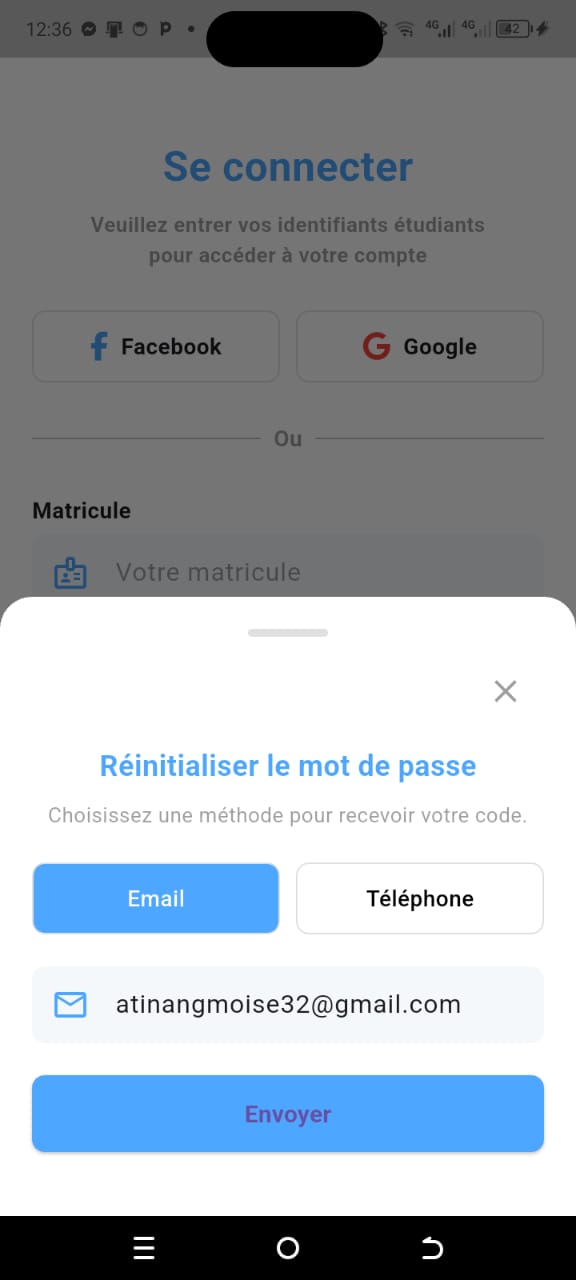 12:36
4G 4G 42
Se connecter
Veuillez entrer vos identifiants étudiants
pour accéder à votre compte
Facebook Google
Ou
Matricule
Votre matricule
Réinitialiser le mot de passe
Choisissez une méthode pour recevoir votre code.
Email Téléphone
atinangmoise32@gmail.com
Envoyer